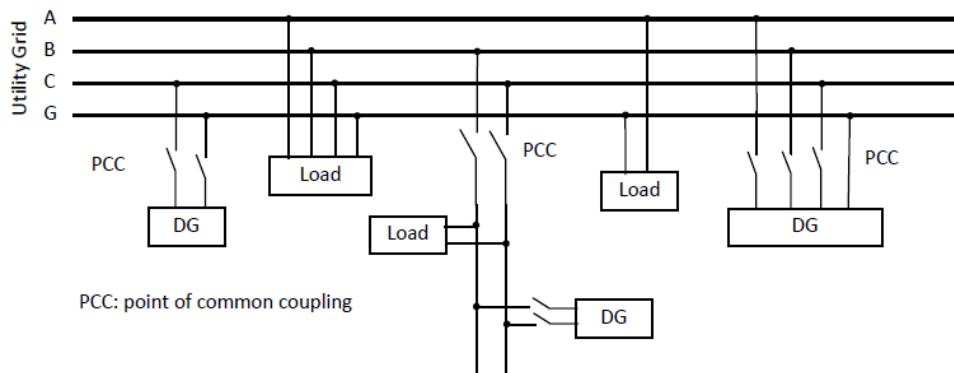 Utility Grid
A
B
C
G
PCC
Load
PCC
Load
PCC
DG
Load
DG
PCC: point of common coupling
DG